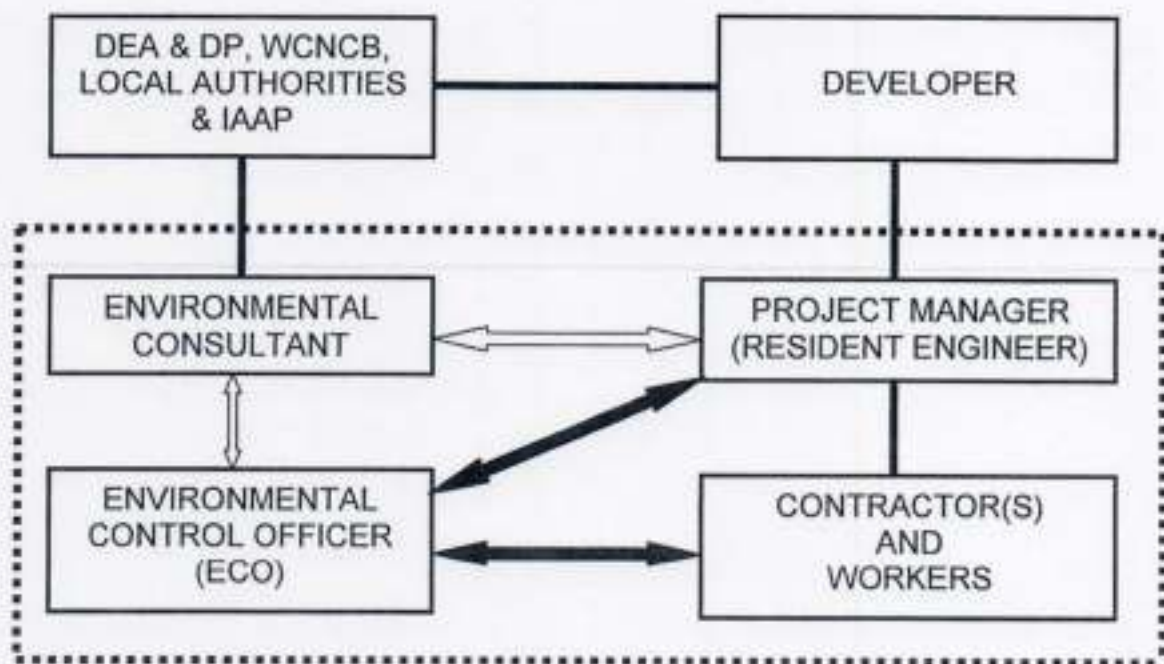 DEA & DP, WCNCB,
LOCAL AUTHORITIES
& IAAP
DEVELOPER
ENVIRONMENTAL
CONSULTANT
PROJECT MANAGER
(RESIDENT ENGINEER)
ENVIRONMENTAL
CONTROL OFFICER
(ECO)
CONTRACTOR(S)
AND
WORKERS